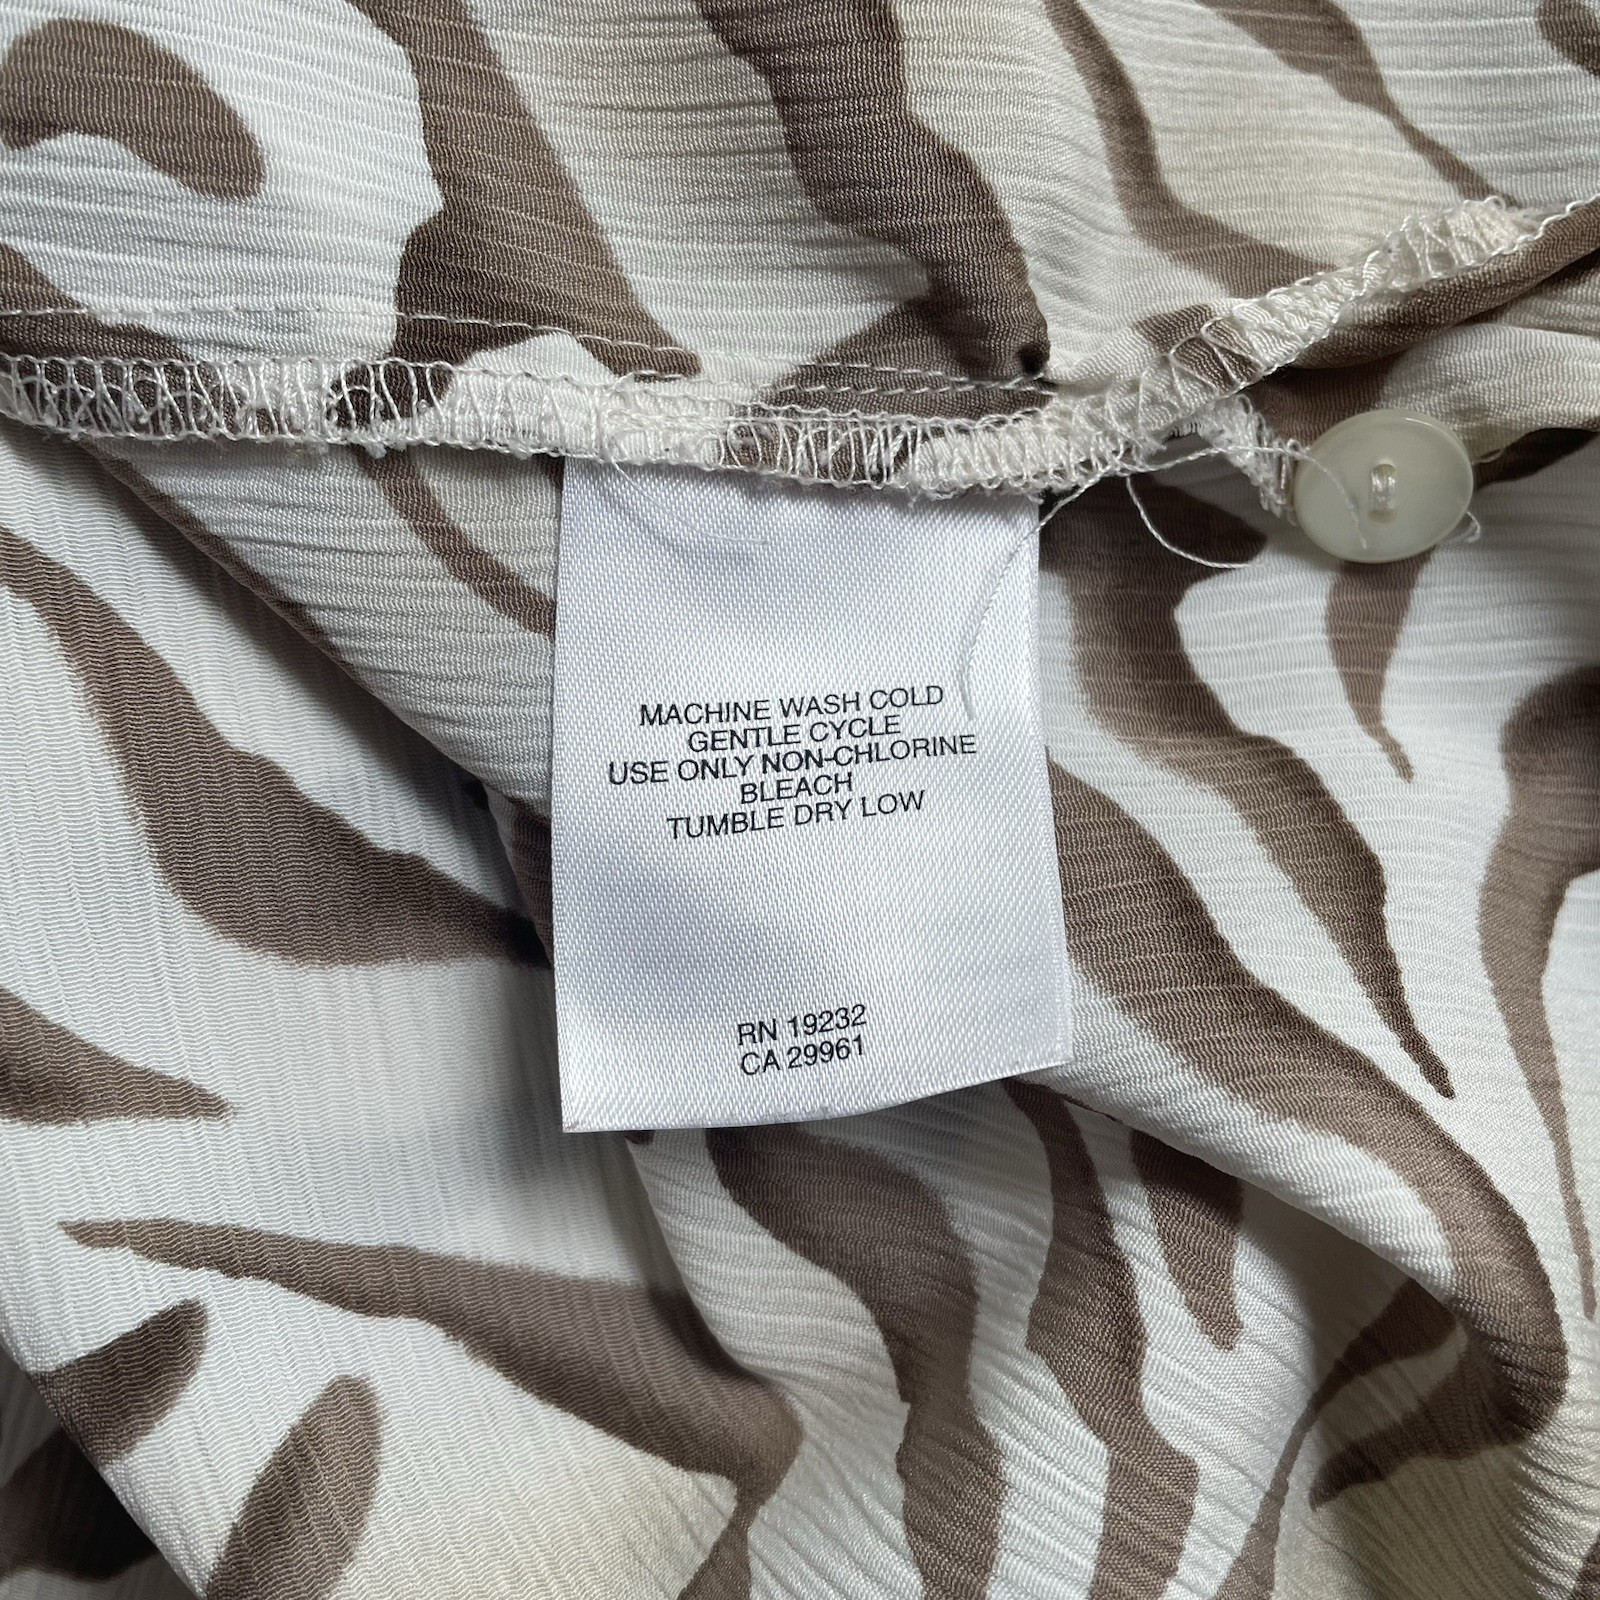 MACHINE WASH COLD
GENTLE CYCLE
USE ONLY NON-CHLORINE
BLEACH
TUMBLE DRY LOW
RN 19232
CA 29961